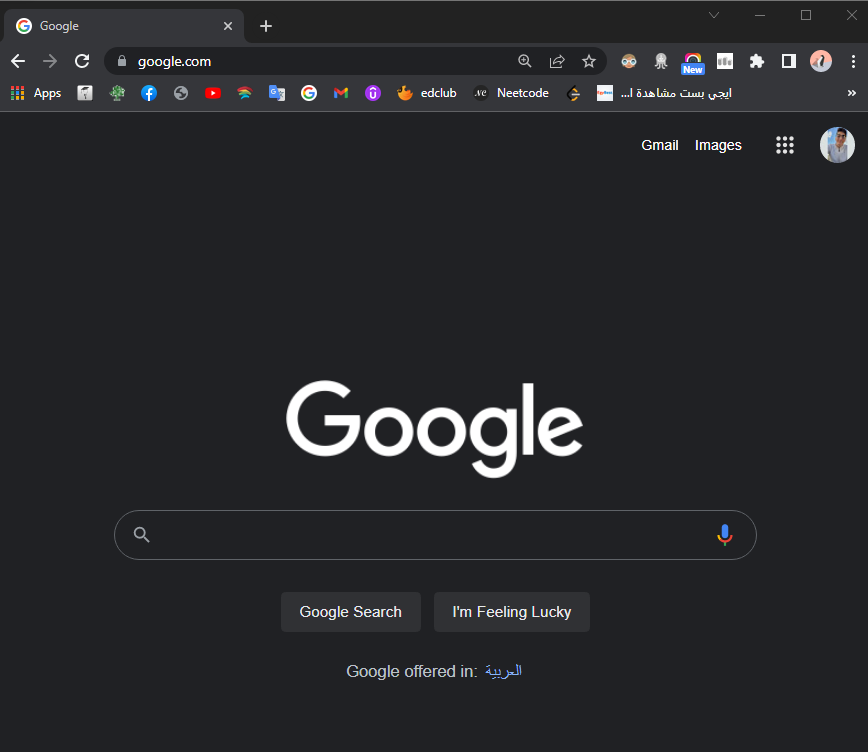 Google
google.com
New
Apps
edclub
Neetcode
ايجي بست مشاهدة ا...
Gmail Images
Google
Google Search I'm Feeling Lucky
Google offered in: العربية